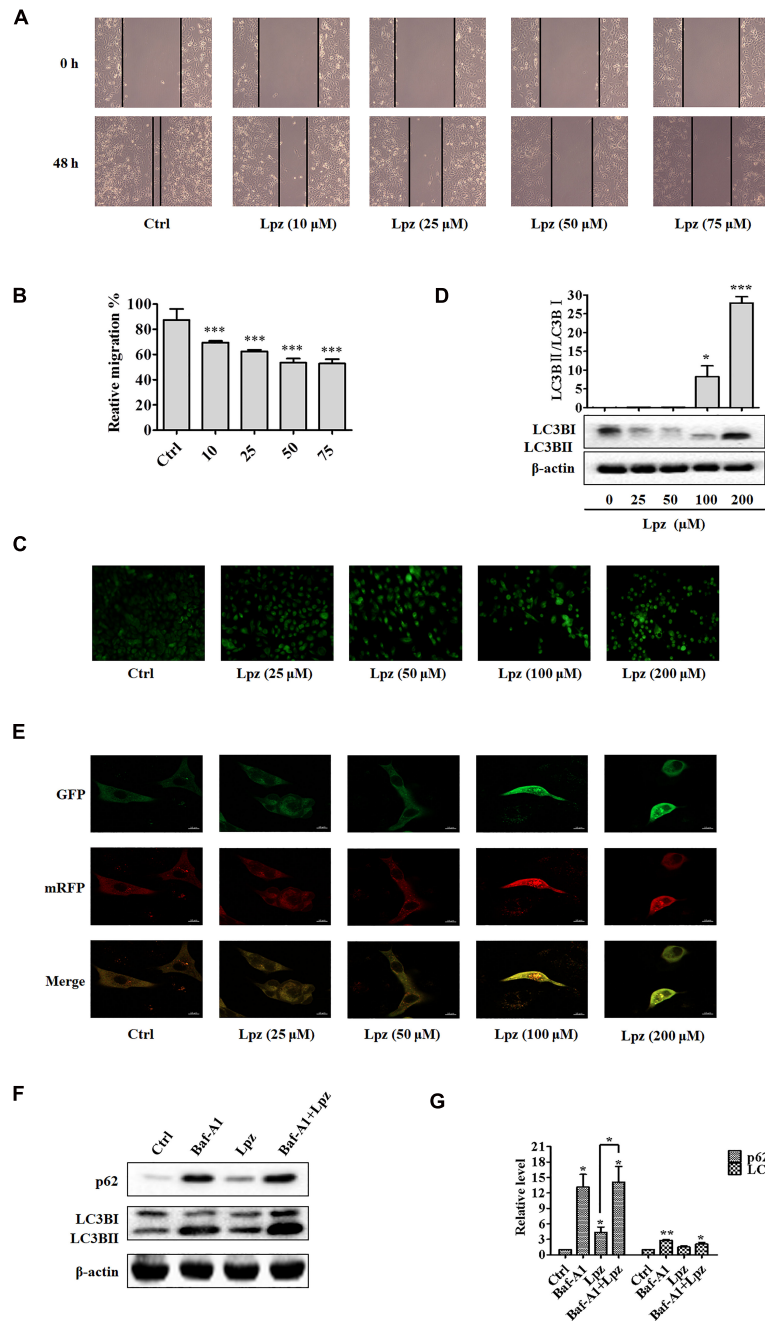 A
0 h
48 h
Ctrl
Lpz (10 μM)
Lpz (25 μM)
Lpz (50 μM)
Lpz (75 μM)
B
Reative migration %
100
80
60
40
20
0
***
***
***
***
Ctrl
10
25
50
75
D
LC3BⅡ/LC3BⅠ
30
25
20
15
10
5
0
*
***
LC3BI
LC3BII
β-actin
0 25 50 100 200
Lpz (μM)
C
Ctrl
Lpz (25 μM)
Lpz (50 μM)
Lpz (100 μM)
Lpz (200 μM)
E
GFP
mRFP
Merge
Ctrl
Lpz (25 μM)
Lpz (50 μM)
Lpz (100 μM)
Lpz (200 μM)
F
Ctrl
Baf-A1
Lpz
Baf-A1+Lpz
p62
LC3BI
LC3BII
β-actin
G
Relative level
21
18
15
12
9
6
3
0
*
*
*
*
**
*
p62
LC
Ctrl
Baf-A1
Lpz
Baf-A1+Lpz
Ctrl
Baf-A1
Lpz
Baf-A1+Lpz